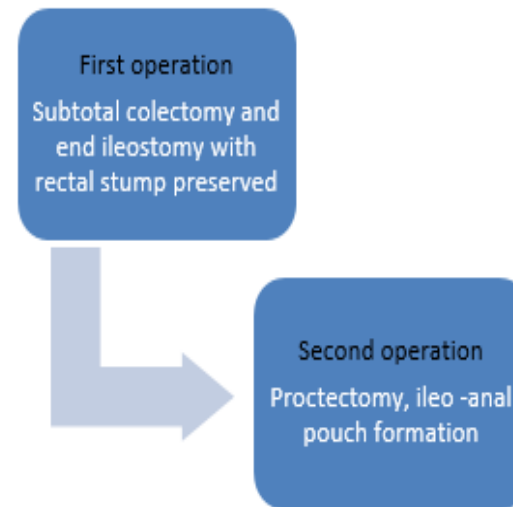 First operation
Subtotal colectomy and
end ileostomy with
rectal stump preserved
Second operation
Proctectomy, ileo -anal
pouch formation